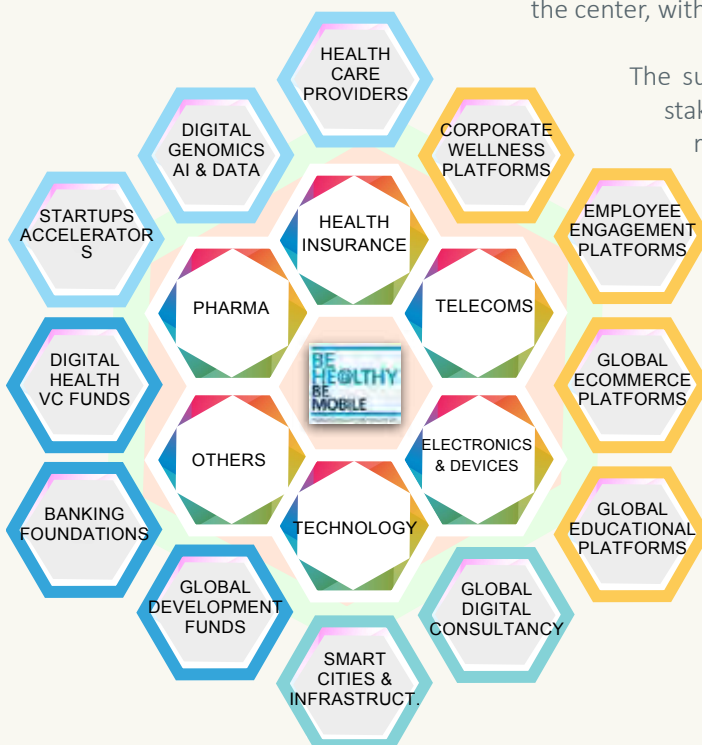 the center, with
The su
stak
r
HEALTH
CARE
PROVIDERS
DIGITAL
GENOMICS
AI & DATA
CORPORATE
WELLNESS
PLATFORMS
STARTUPS
ACCELERATOR
S
HEALTH
INSURANCE
EMPLOYEE
ENGAGEMENT
PLATFORMS
PHARMA
TELECOMS
DIGITAL
HEALTH
VC FUNDS
BE
HE@LTHY
BE
MOBILE
GLOBAL
ECOMMERCE
PLATFORMS
OTHERS
ELECTRONICS
& DEVICES
BANKING
FOUNDATIONS
TECHNOLOGY
GLOBAL
EDUCATIONAL
PLATFORMS
GLOBAL
DEVELOPMENT
FUNDS
GLOBAL
DIGITAL
CONSULTANCY
SMART
CITIES &
INFRASTRUCT.